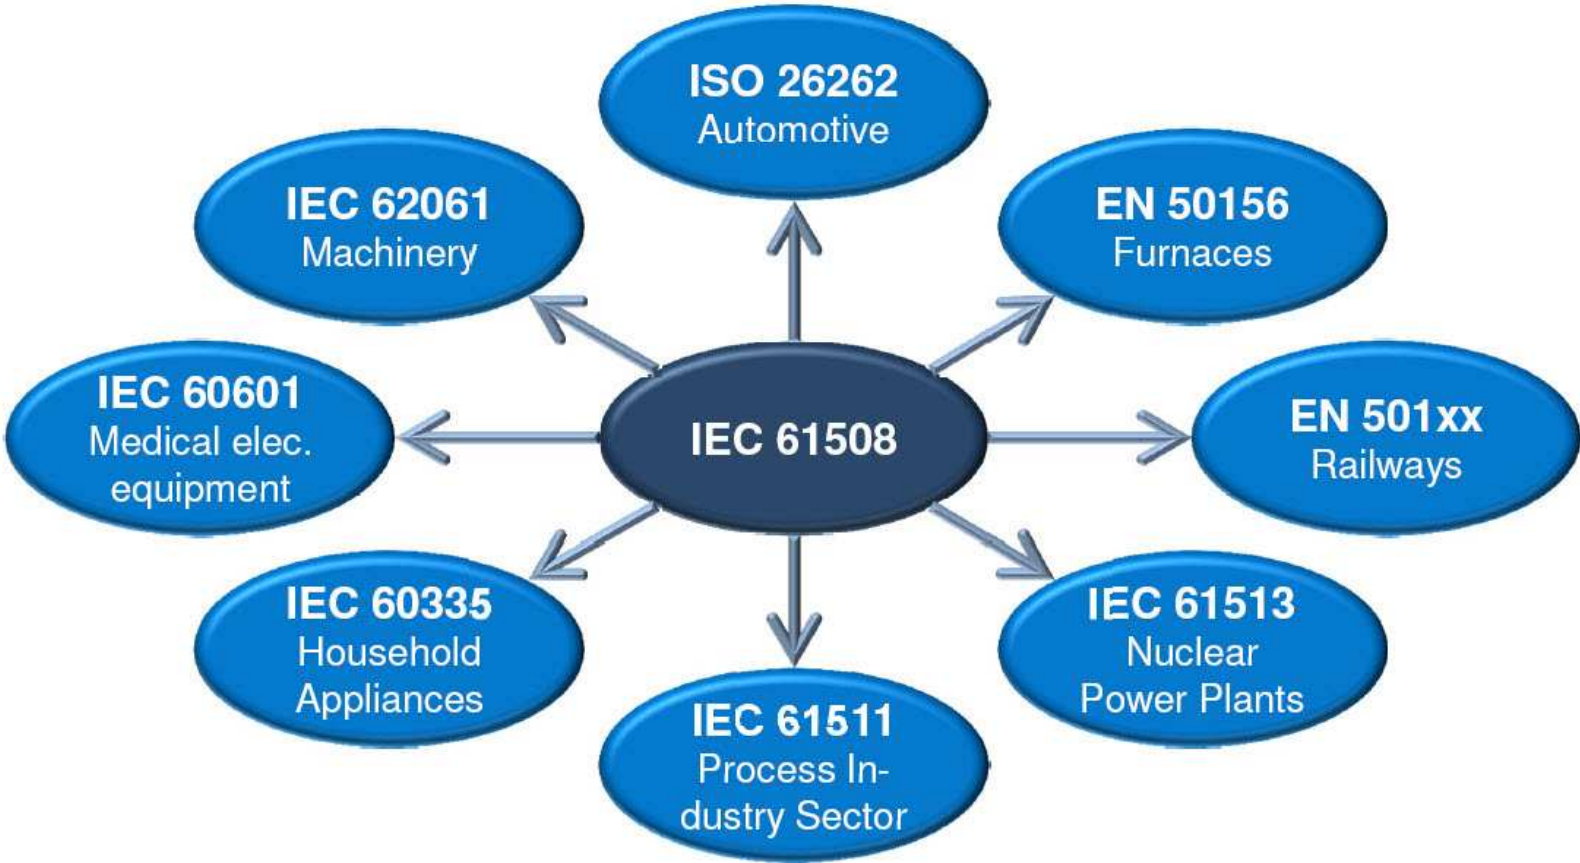 ISO 26262
Automotive
IEC 62061
Machinery
EN 50156
Furnaces
IEC 60601
Medical elec.
equipment
IEC 61508
EN 501xx
Railways
IEC 60335
Household
Appliances
IEC 61513
Nuclear
Power Plants
IEC 61511
Process In-
dustry Sector